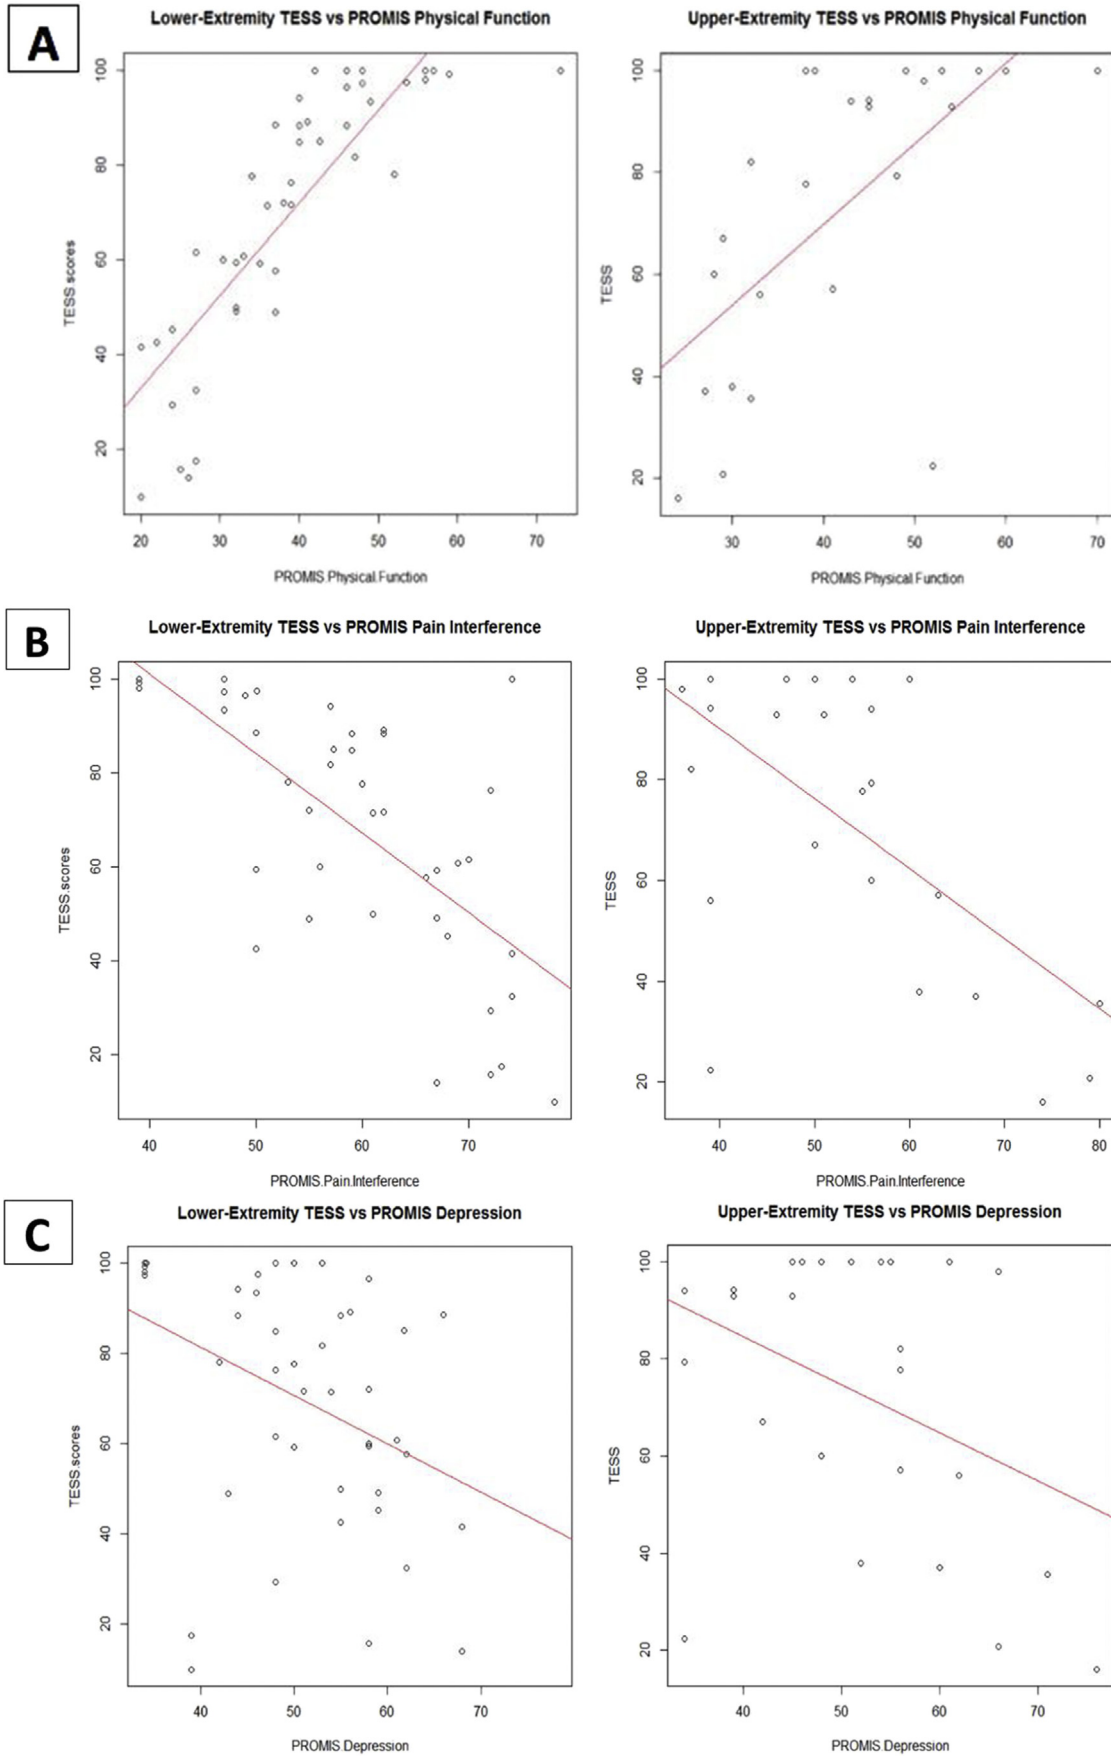 A
Lower-Extremity TESS vs PROMIS Physical Function
TESS scores
100
80
60
40
20
20 30 40 50 60 70
PROMIS.Physical.Function
Upper-Extremity TESS vs PROMIS Physical Function
TESS
100
80
60
40
20
30 40 50 60 70
PROMIS.Physical.Function
B
Lower-Extremity TESS vs PROMIS Pain Interference
TESS.scores
100
80
60
40
20
40 50 60 70
PROMIS.Pain.Interference
Upper-Extremity TESS vs PROMIS Pain Interference
TESS
100
80
60
40
20
40 50 60 70 80
PROMIS.Pain.Interference
C
Lower-Extremity TESS vs PROMIS Depression
TESS.scores
100
80
60
40
20
40 50 60 70
PROMIS.Depression
Upper-Extremity TESS vs PROMIS Depression
TESS
100
80
60
40
20
40 50 60 70
PROMIS.Depression